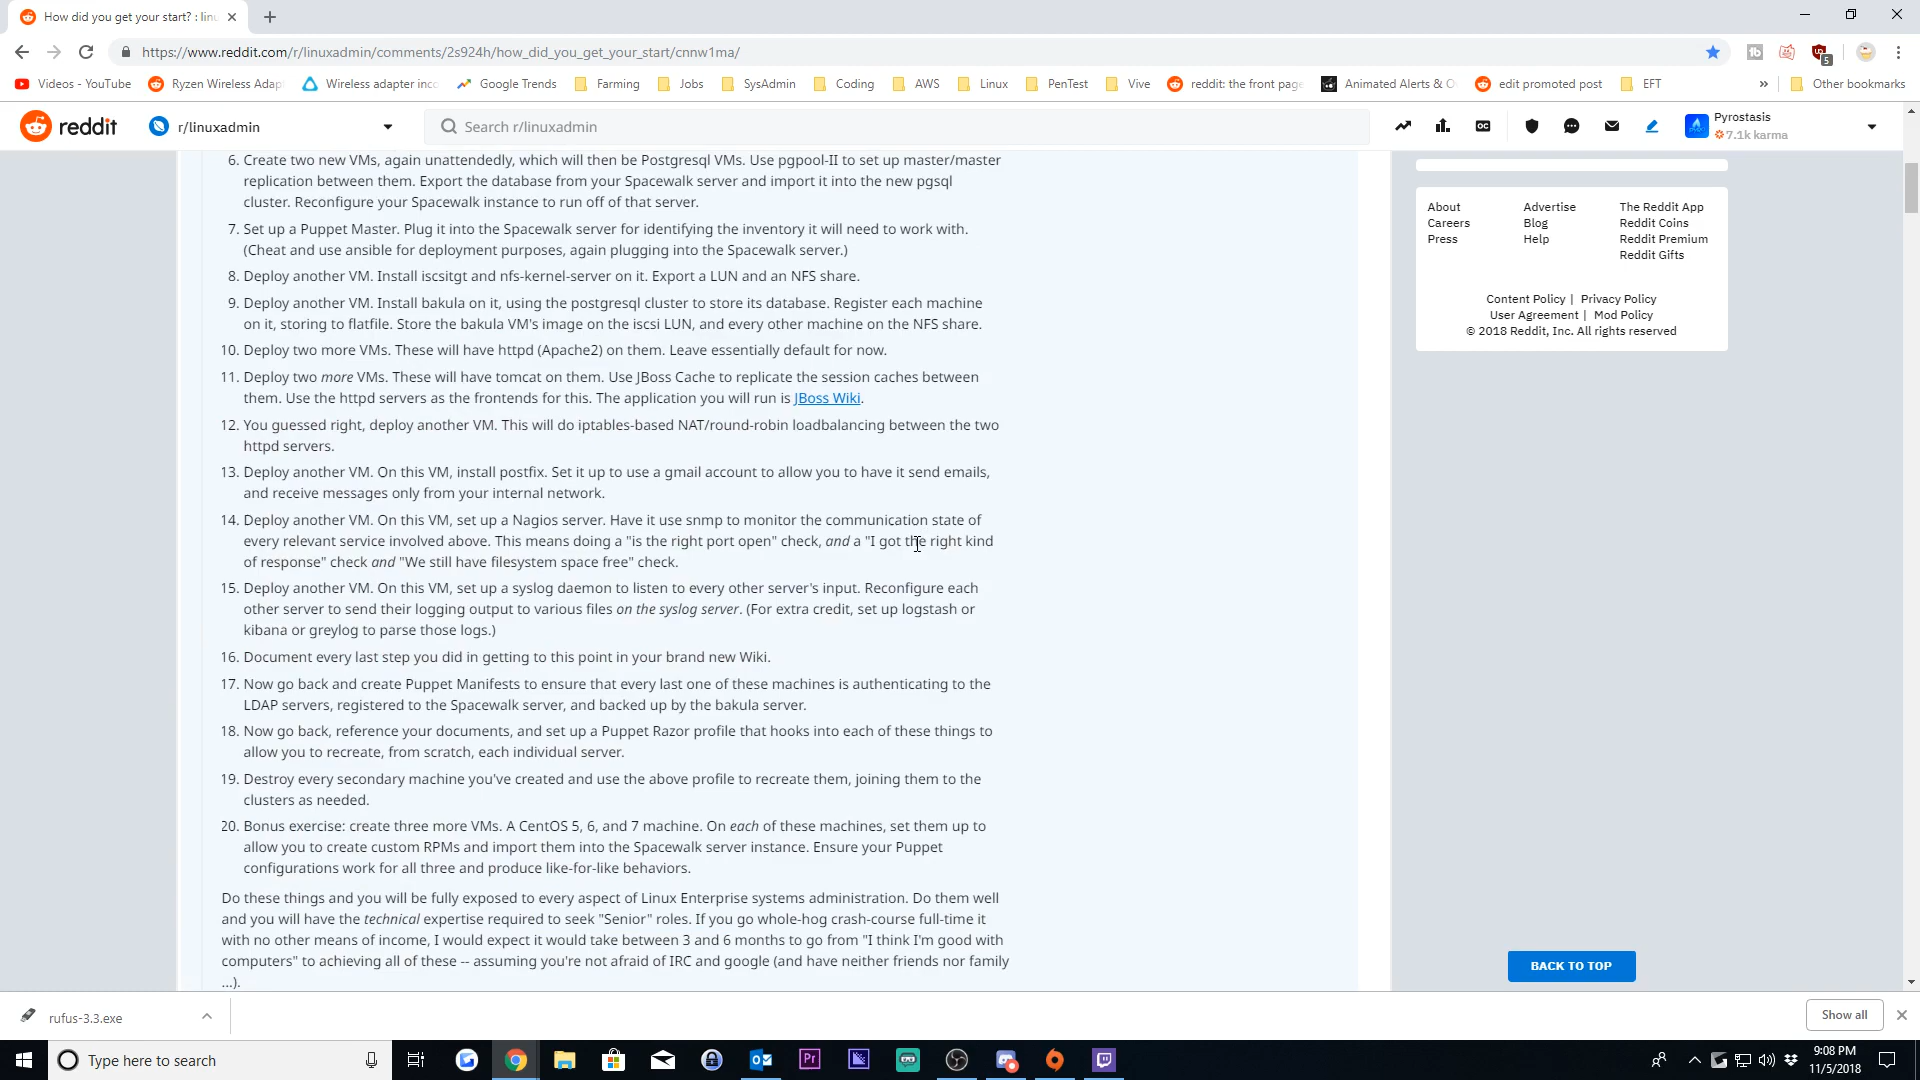 How did you get your start? : linu
https://www.reddit.com/r/linuxadmin/comments/2s924h/how_did_you_get_your_start/cnnw1ma/
5
Videos - YouTube
Ryzen Wireless Adap
Wireless adapter inco
Google Trends
Farming
Jobs
SysAdmin
Coding
AWS
Linux
PenTest
Vive
reddit: the front page
Animated Alerts & O
edit promoted post
EFT
»
Other bookmarks
reddit
r/linuxadmin
Search r/linuxadmin
Pyrostasis
7.1k karma
6. Create two new VMs, again unattendedly, which will then be Postgresql VMs. Use pgpool-II to set up master/master
replication between them. Export the database from your Spacewalk server and import it into the new pgsql
cluster. Reconfigure your Spacewalk instance to run off of that server.
7. Set up a Puppet Master. Plug it into the Spacewalk server for identifying the inventory it will need to work with.
(Cheat and use ansible for deployment purposes, again plugging into the Spacewalk server.)
8. Deploy another VM. Install iscsitgt and nfs-kernel-server on it. Export a LUN and an NFS share.
9. Deploy another VM. Install bakula on it, using the postgresql cluster to store its database. Register each machine
on it, storing to flatfile. Store the bakula VM's image on the iscsi LUN, and every other machine on the NFS share.
10. Deploy two more VMs. These will have httpd (Apache2) on them. Leave essentially default for now.
11. Deploy two more VMs. These will have tomcat on them. Use JBoss Cache to replicate the session caches between
them. Use the httpd servers as the frontends for this. The application you will run is JBoss Wiki.
12. You guessed right, deploy another VM. This will do iptables-based NAT/round-robin loadbalancing between the two
httpd servers.
13. Deploy another VM. On this VM, install postfix. Set it up to use a gmail account to allow you to have it send emails,
and receive messages only from your internal network.
14. Deploy another VM. On this VM, set up a Nagios server. Have it use snmp to monitor the communication state of
every relevant service involved above. This means doing a "is the right port open" check, and a "I got the right kind
of response" check and "We still have filesystem space free" check.
15. Deploy another VM. On this VM, set up a syslog daemon to listen to every other server's input. Reconfigure each
other server to send their logging output to various files on the syslog server. (For extra credit, set up logstash or
kibana or greylog to parse those logs.)
16. Document every last step you did in getting to this point in your brand new Wiki.
17. Now go back and create Puppet Manifests to ensure that every last one of these machines is authenticating to the
LDAP servers, registered to the Spacewalk server, and backed up by the bakula server.
18. Now go back, reference your documents, and set up a Puppet Razor profile that hooks into each of these things to
allow you to recreate, from scratch, each individual server.
19. Destroy every secondary machine you've created and use the above profile to recreate them, joining them to the
clusters as needed.
20. Bonus exercise: create three more VMs. A CentOS 5, 6, and 7 machine. On each of these machines, set them up to
allow you to create custom RPMs and import them into the Spacewalk server instance. Ensure your Puppet
configurations work for all three and produce like-for-like behaviors.
Do these things and you will be fully exposed to every aspect of Linux Enterprise systems administration. Do them well
and you will have the technical expertise required to seek "Senior" roles. If you go whole-hog crash-course full-time it
with no other means of income, I would expect it would take between 3 and 6 months to go from "I think I'm good with
computers" to achieving all of these -- assuming you're not afraid of IRC and google (and have neither friends nor family
...).
About
Careers
Press
Advertise
Blog
Help
The Reddit App
Reddit Coins
Reddit Premium
Reddit Gifts
Content Policy | Privacy Policy
User Agreement | Mod Policy
© 2018 Reddit, Inc. All rights reserved
BACK TO TOP
rufus-3.3.exe
Show all
Type here to search
Pr
9:08 PM
11/5/2018